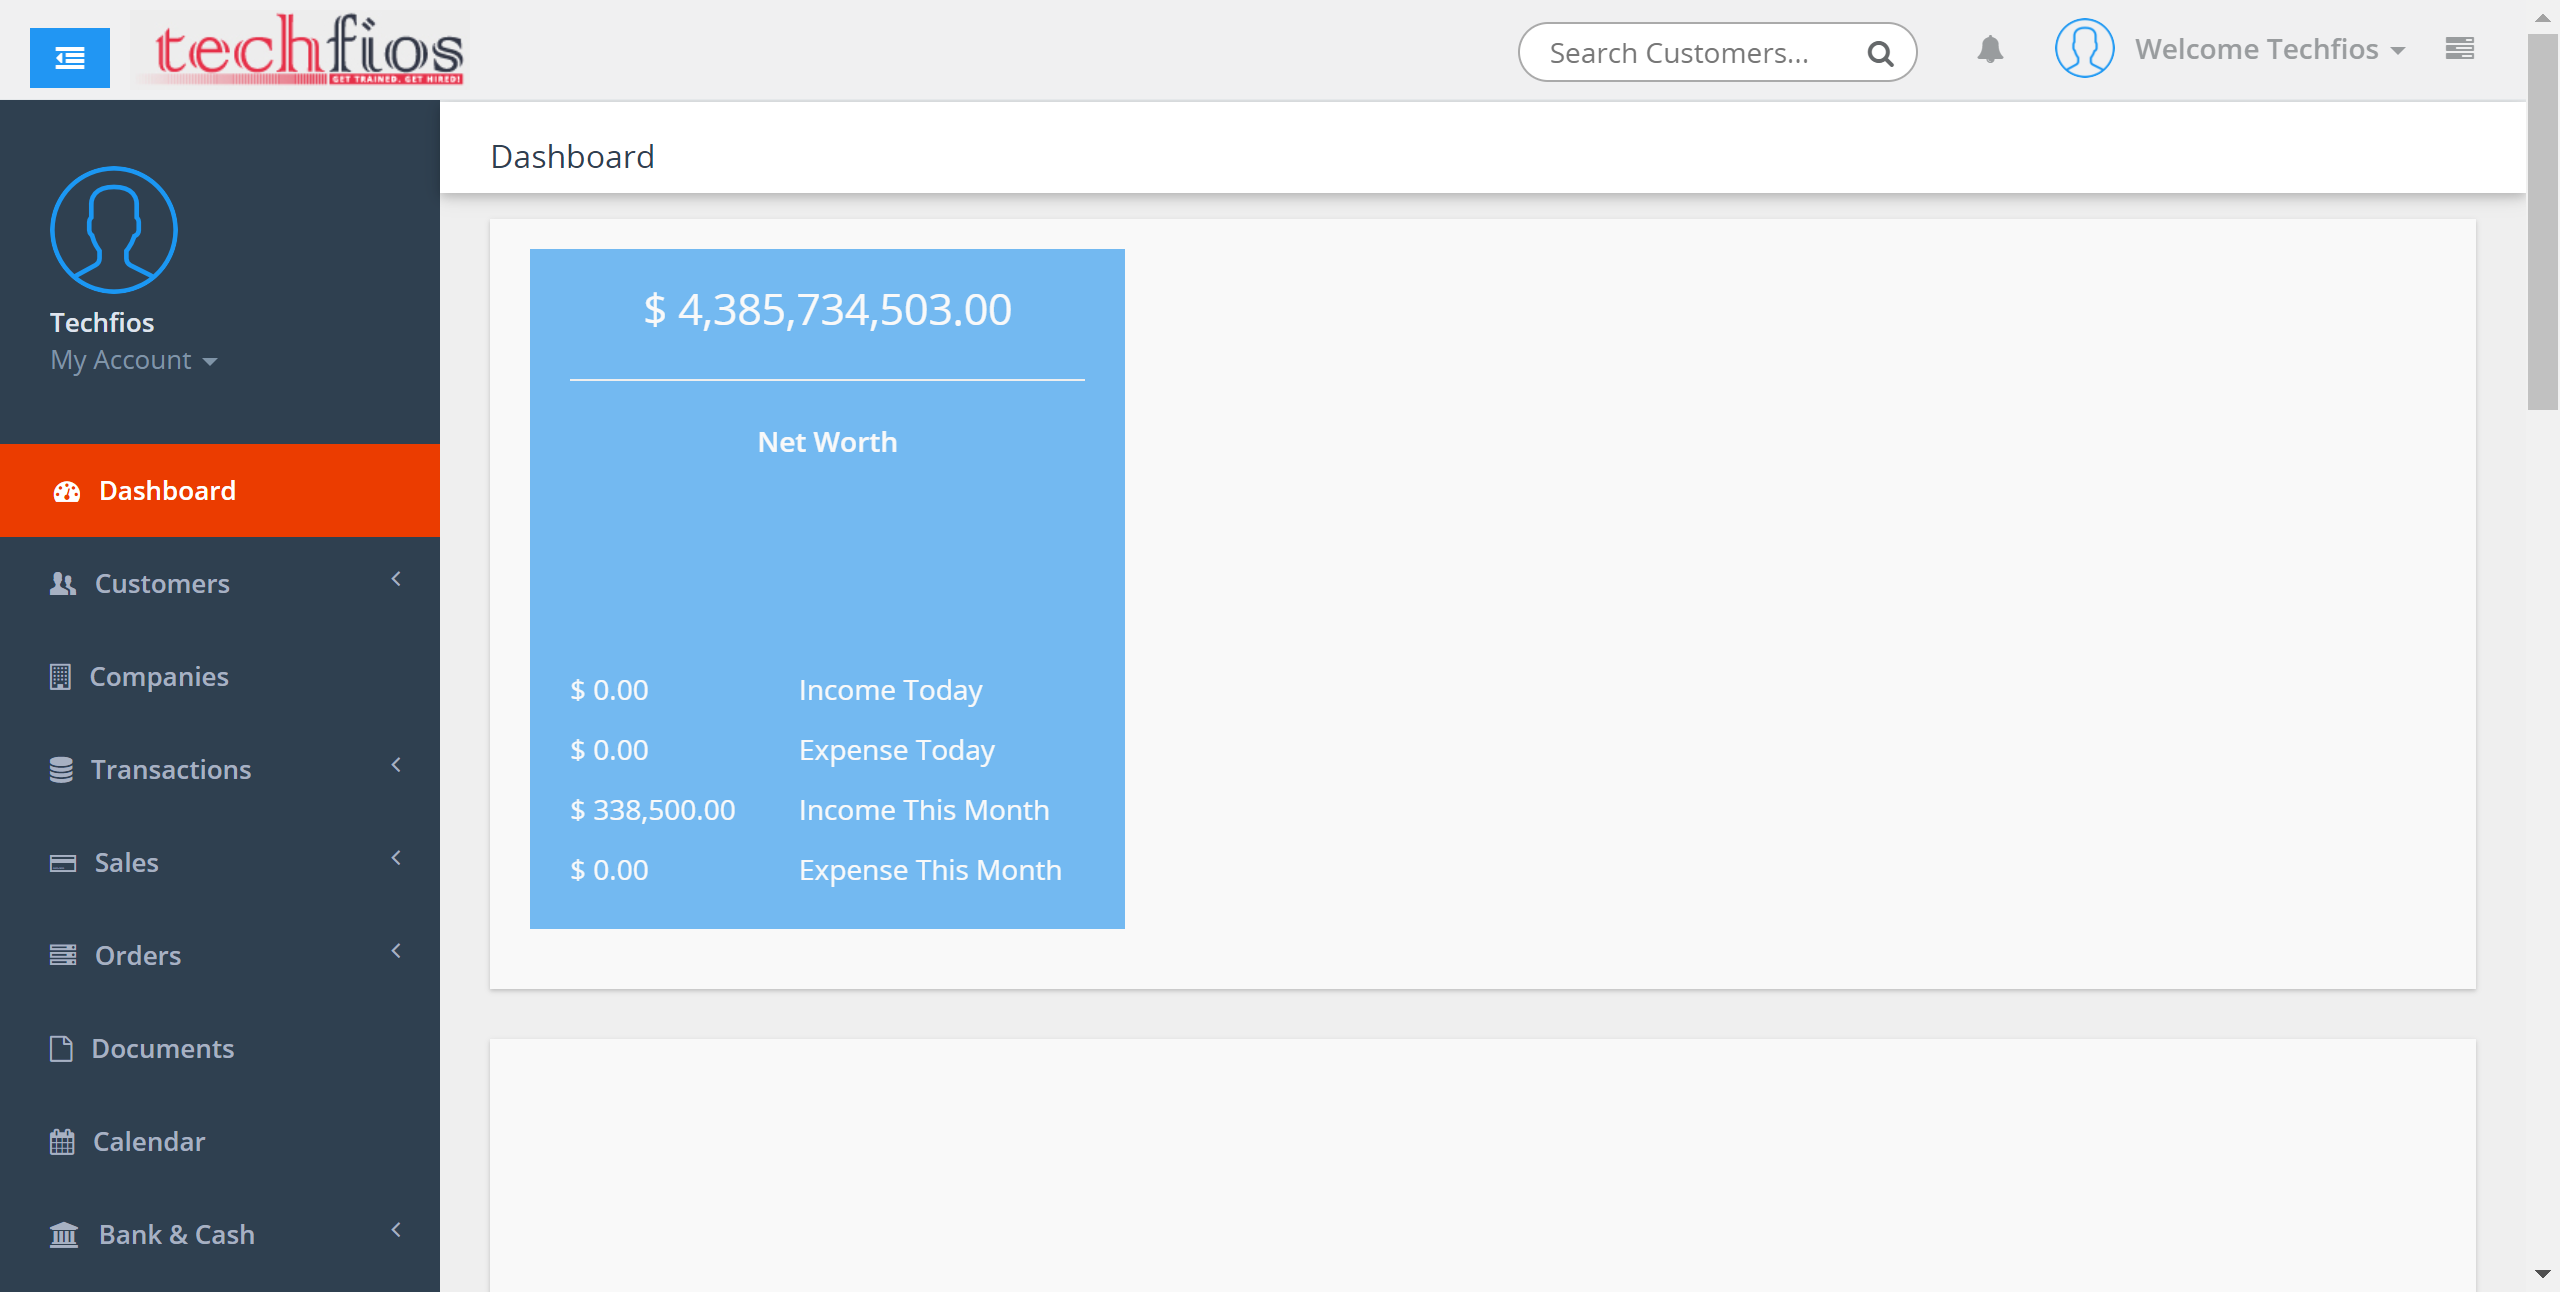 techfios
GET TRAINED. GET HIRED!
Search Customers...
Welcome Techfios
Techfios
My Account
Dashboard
Customers
Companies
Transactions
Sales
Orders
Documents
Calendar
Bank & Cash
Dashboard
$ 4,385,734,503.00
Net Worth
$ 0.00 Income Today
$ 0.00 Expense Today
$ 338,500.00 Income This Month
$ 0.00 Expense This Month